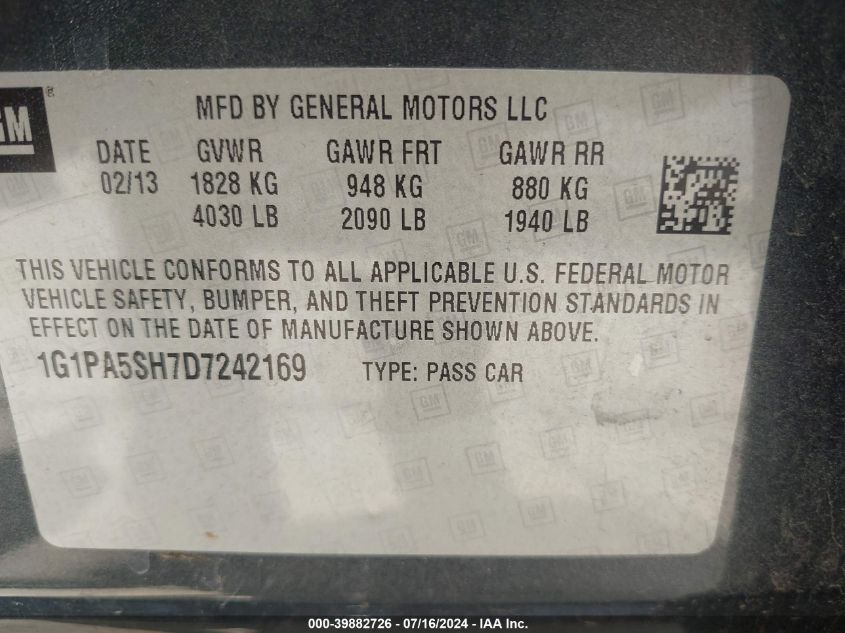 GM®
MFD BY GENERAL MOTORS LLC
DATE GVWR GAWR FRT GAWR RR
02/13 1828 KG 948 KG 880 KG
4030 LB 2090 LB 1940 LB
THIS VEHICLE CONFORMS TO ALL APPLICABLE U.S. FEDERAL MOTOR
VEHICLE SAFETY, BUMPER, AND THEFT PREVENTION STANDARDS IN
EFFECT ON THE DATE OF MANUFACTURE SHOWN ABOVE.
1G1PA5SH7D7242169 TYPE: PASS CAR
000-39882726 - 07/16/2024 - IAA Inc.